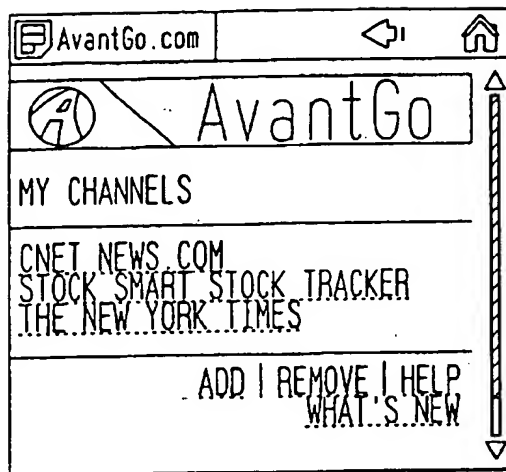 AvantGo.com
AvantGo
MY CHANNELS
CNET NEWS.COM
STOCK SMART STOCK TRACKER
THE NEW YORK TIMES
ADD | REMOVE | HELP
WHAT'S NEW